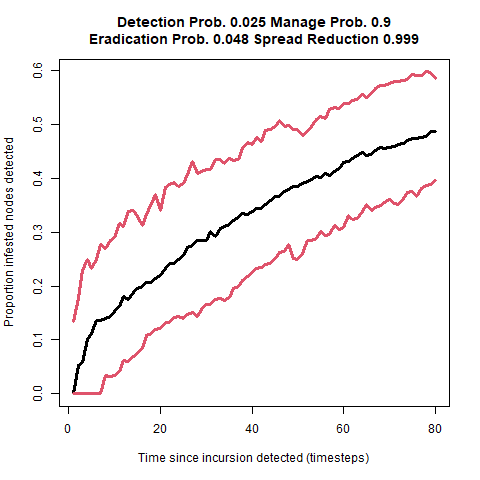 Detection Prob. 0.025 Manage Prob. 0.9
Eradication Prob. 0.048 Spread Reduction 0.999
Proportion infested nodes detected
0.6
0.5
0.4
0.3
0.2
0.1
0.0
0 20 40 60 80
Time since incursion detected (timesteps)